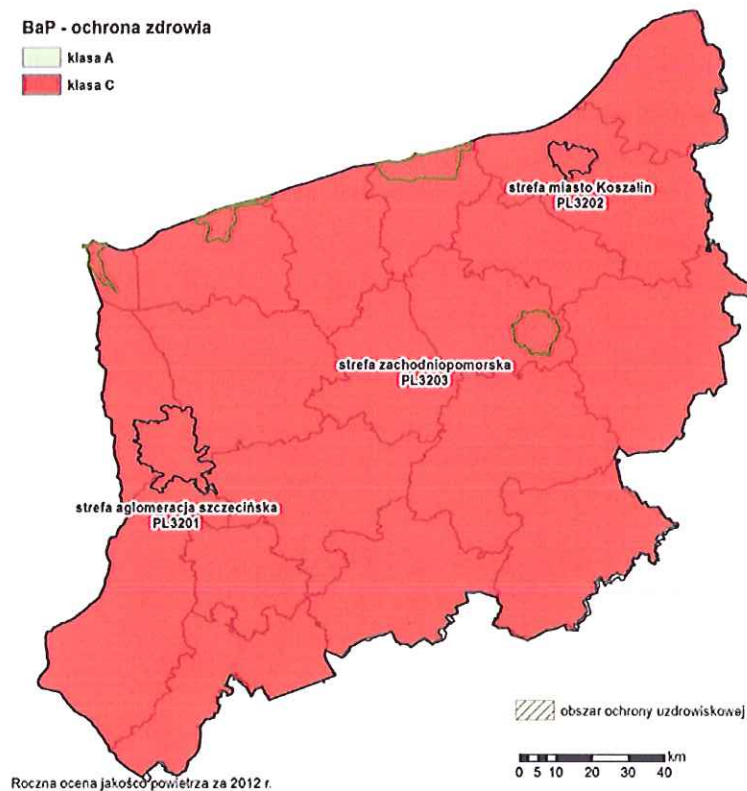 BaP - ochrona zdrowia
klasa A
klasa C
strefa miasto Koszalin
PL3202
strefa zachodniopomorska
PL3203
strefa aglomeracja szczecińska
PL3201
obszar ochrony uzdrowiskowej
km
0 5 10 20 30 40
Roczna ocena jakośco powietrza za 2012 r.